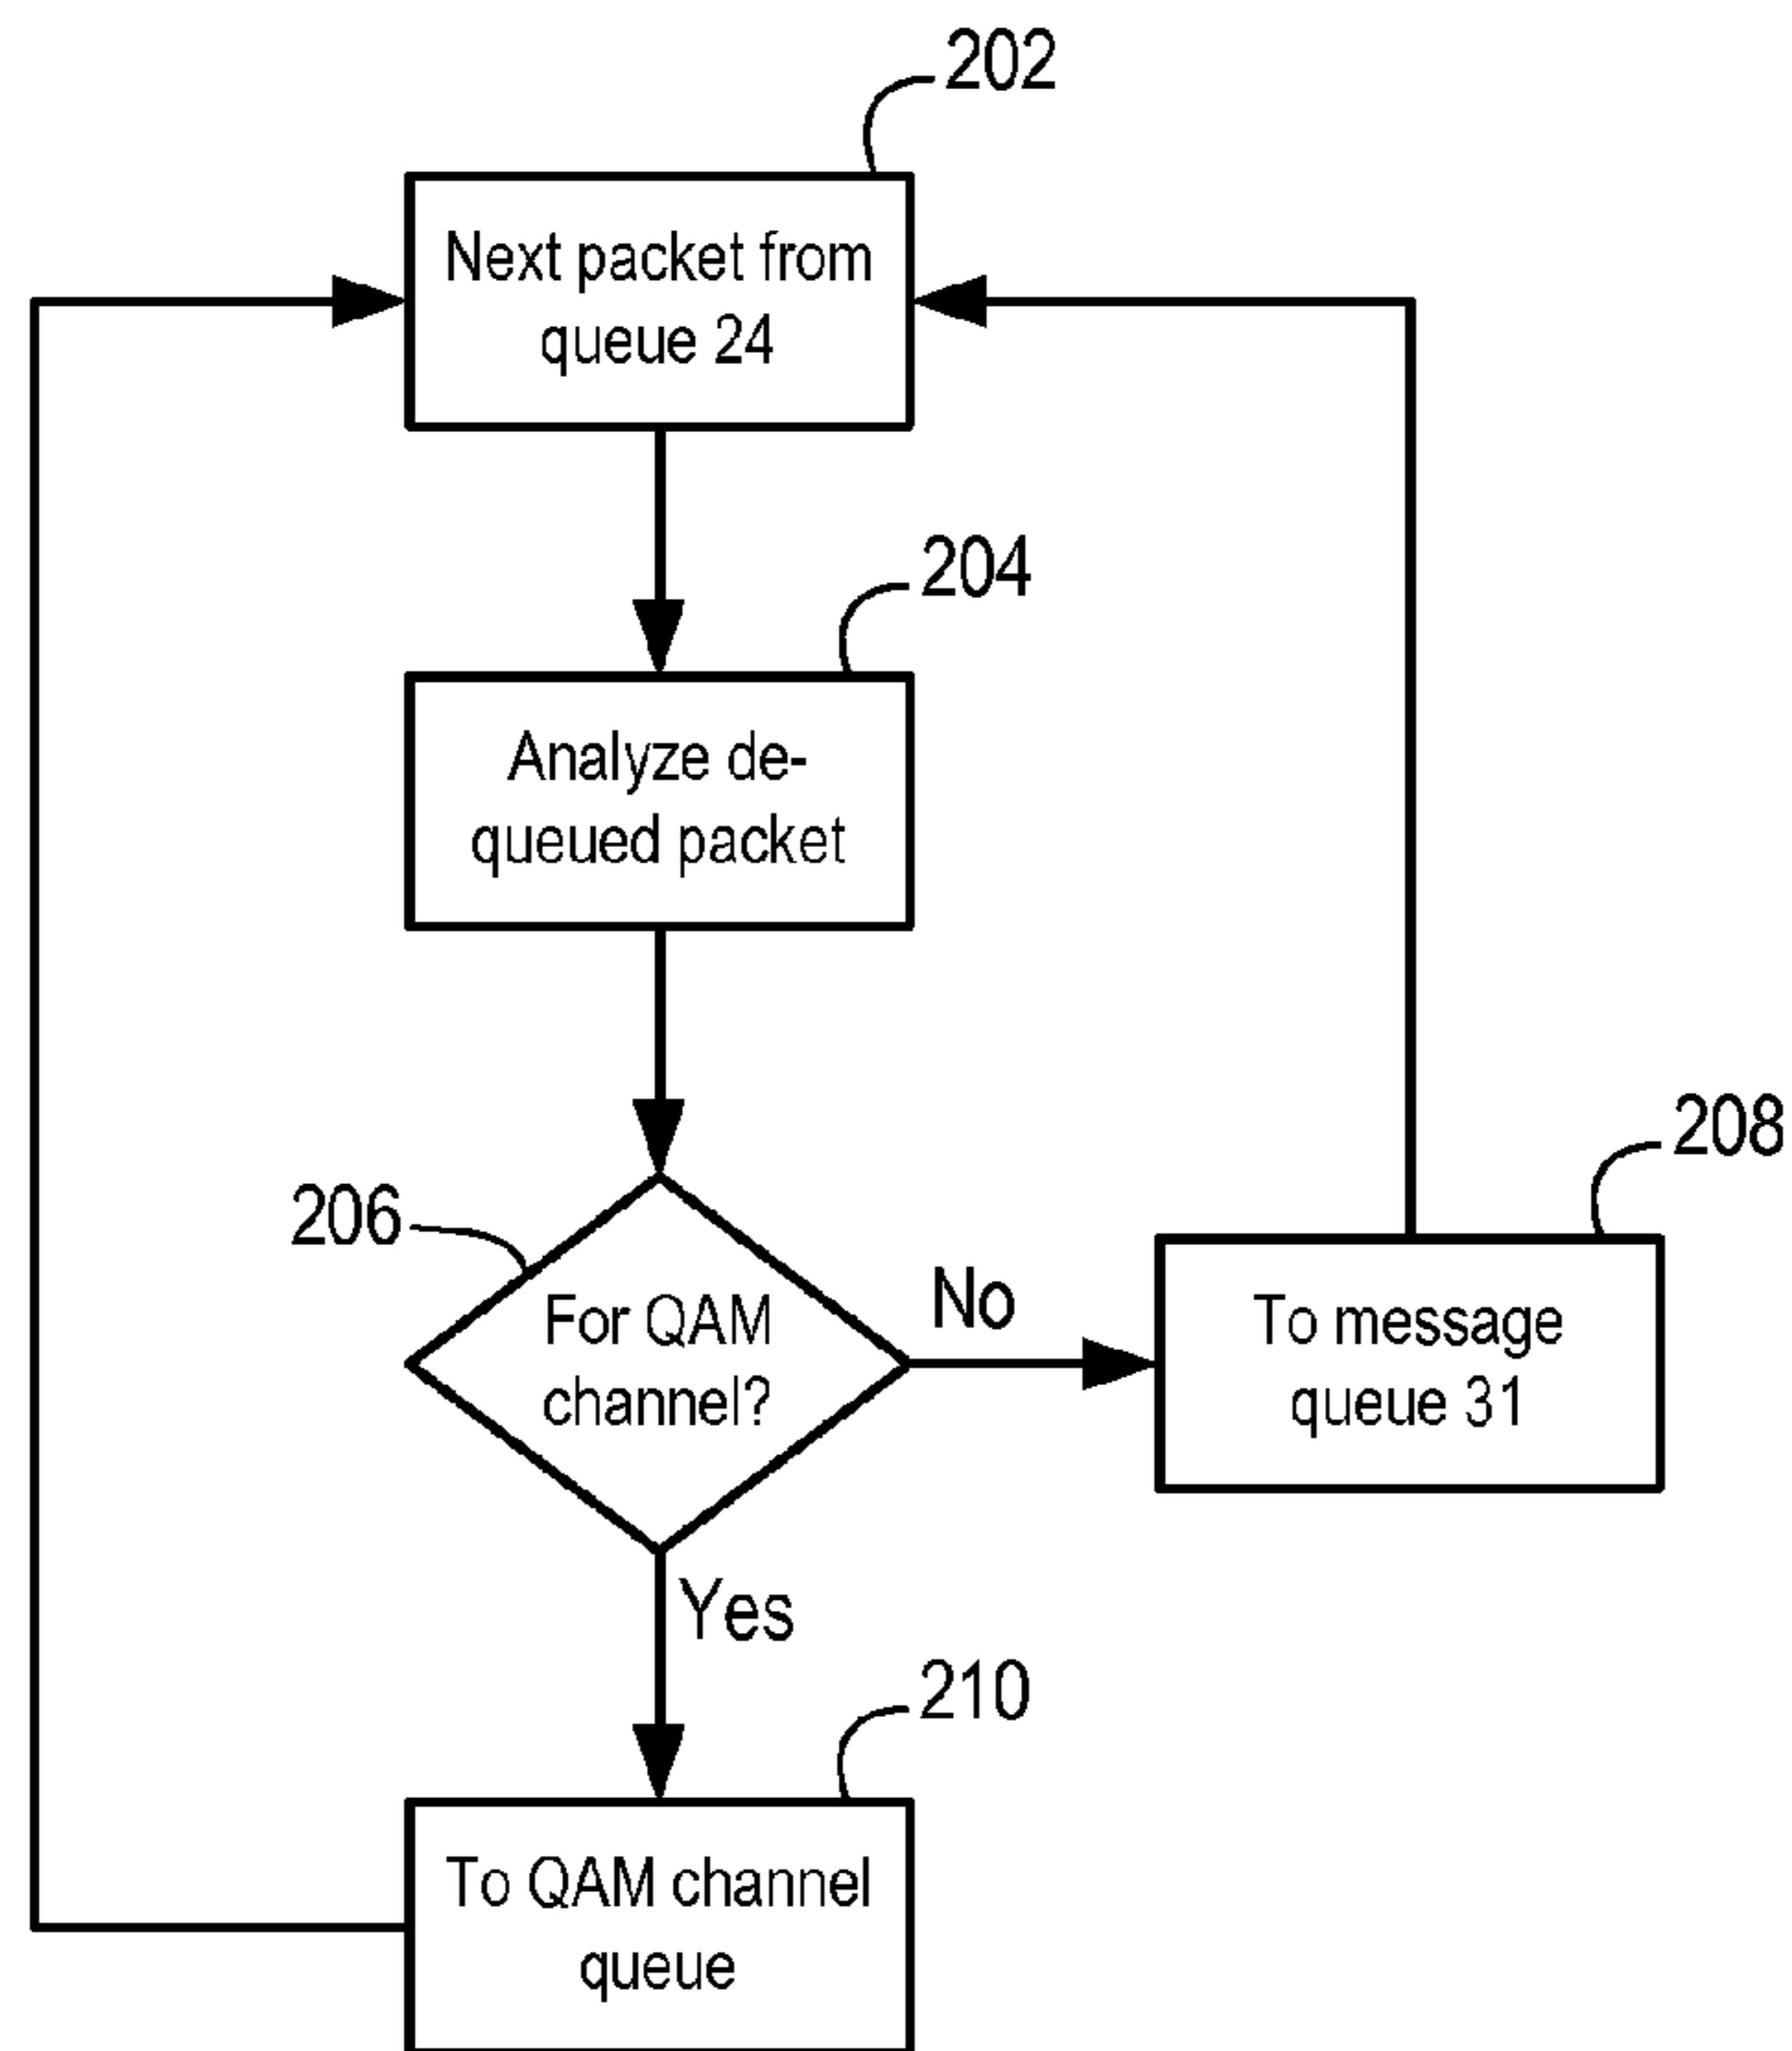 202
Next packet from
queue 24
204
Analyze de-
queued packet
206
For QAM
channel?
No
208
To message
queue 31
Yes
210
To QAM channel
queue